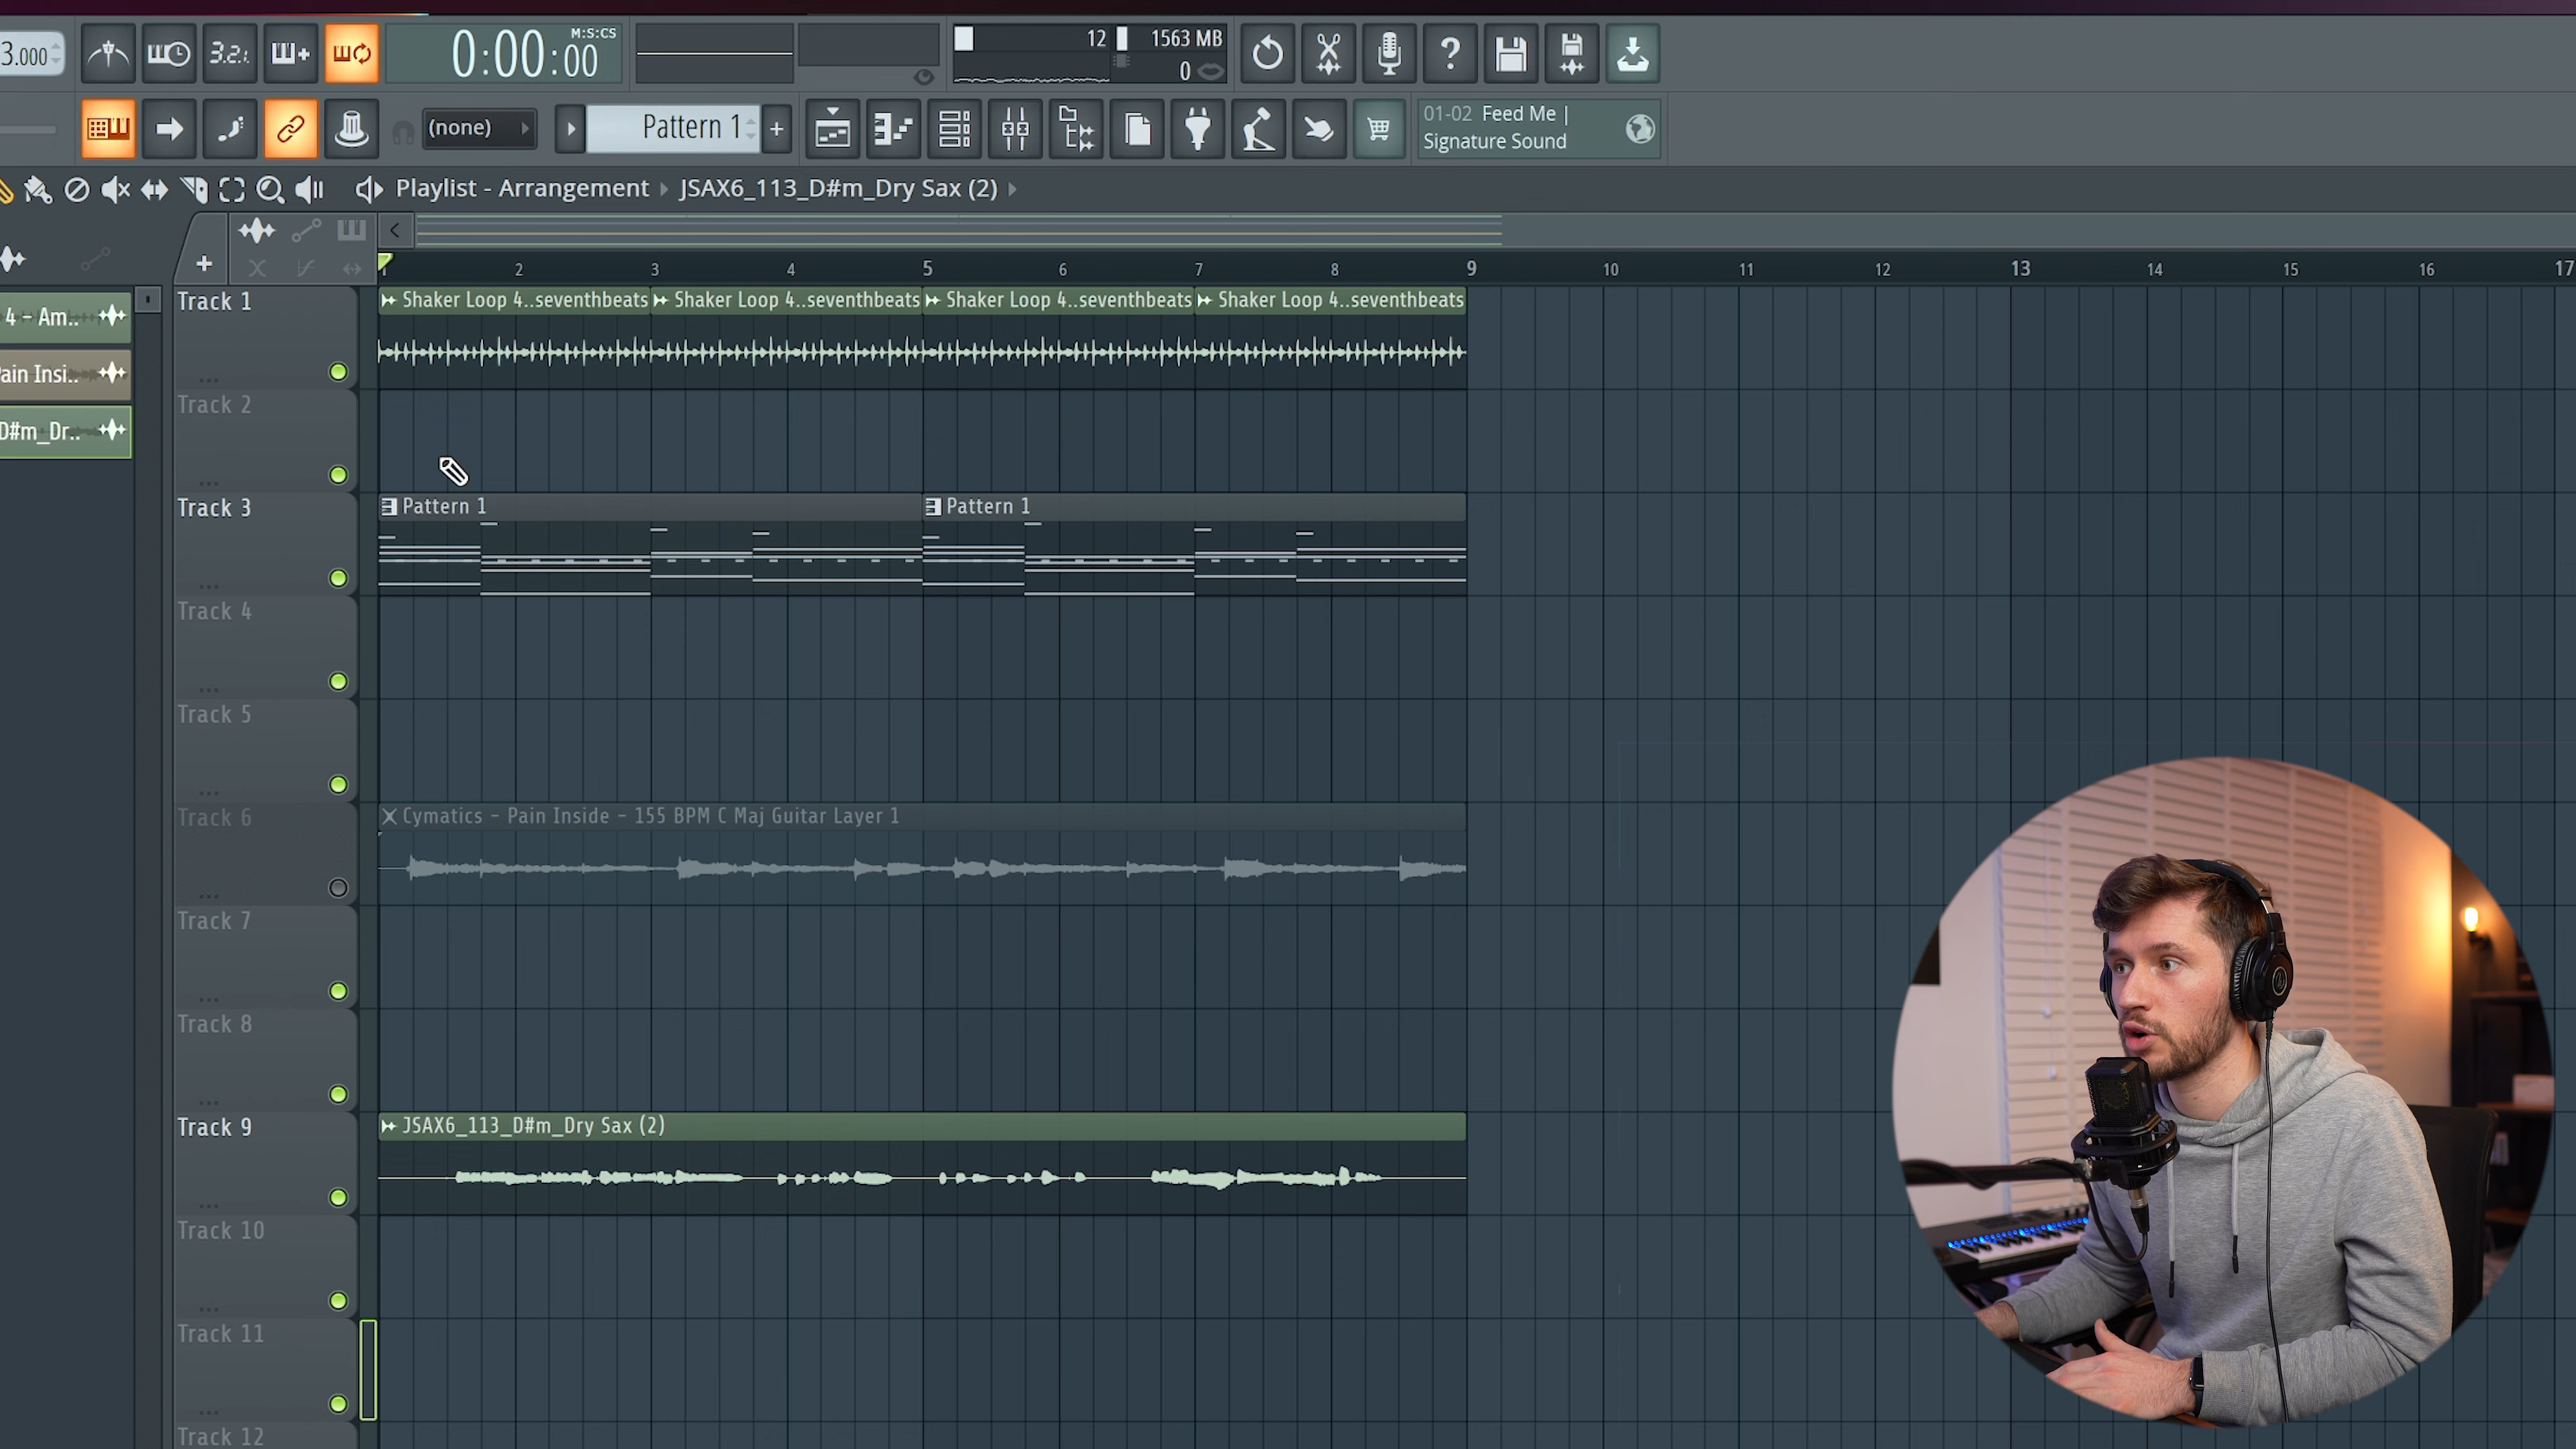 3.000
3.2.
0:00:00
M:S:CS
12
1563 MB
0
(none)
Pattern 1
+
01-02 Feed Me |
Signature Sound
Playlist - Arrangement
JSAX6_113_D#m_Dry Sax (2)
1 2 3 4 5 6 7 8 9 10 11 12 13 14 15 16 17
4 - Am..
ain Insi..
D#m_Dr..
Track 1
Shaker Loop 4..seventhbeats
Shaker Loop 4..seventhbeats
Shaker Loop 4..seventhbeats
Shaker Loop 4..seventhbeats
Track 2
Track 3
Pattern 1
Pattern 1
Track 4
Track 5
Track 6
Cymatics - Pain Inside - 155 BPM C Maj Guitar Layer 1
Track 7
Track 8
Track 9
JSAX6_113_D#m_Dry Sax (2)
Track 10
Track 11
Track 12